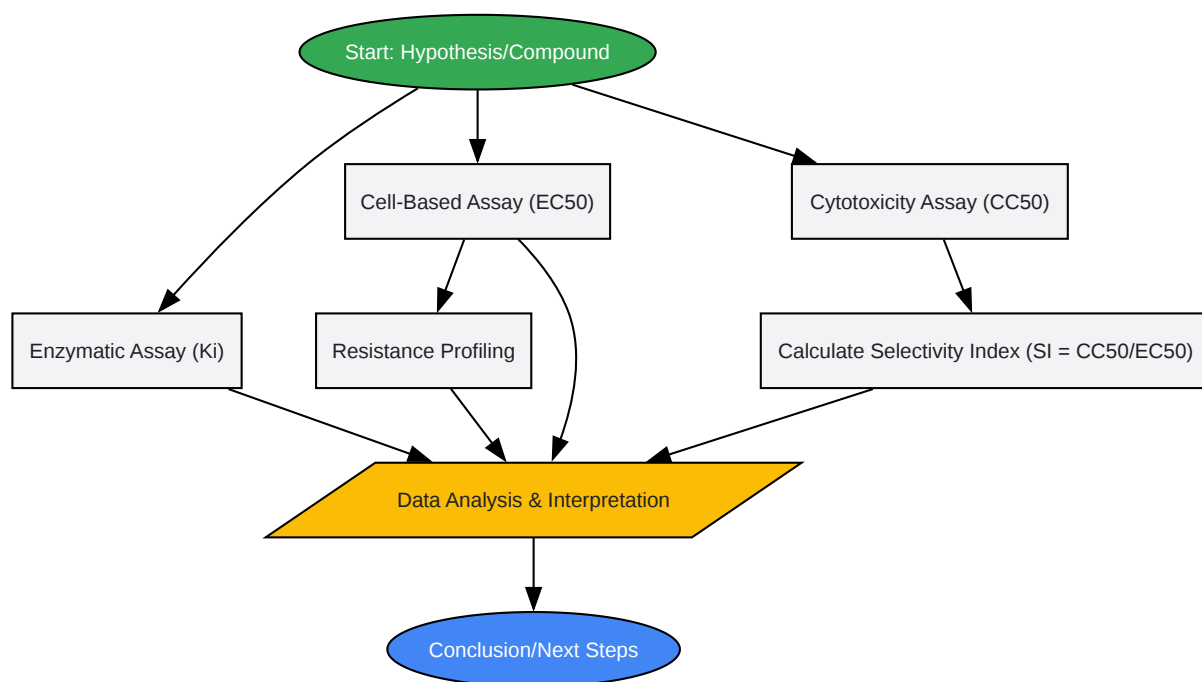 Start: Hypothesis/Compound
Cell-Based Assay (EC50)
Cytotoxicity Assay (CC50)
Enzymatic Assay (Ki)
Resistance Profiling
Calculate Selectivity Index (SI = CC50/EC50)
Data Analysis & Interpretation
Conclusion/Next Steps